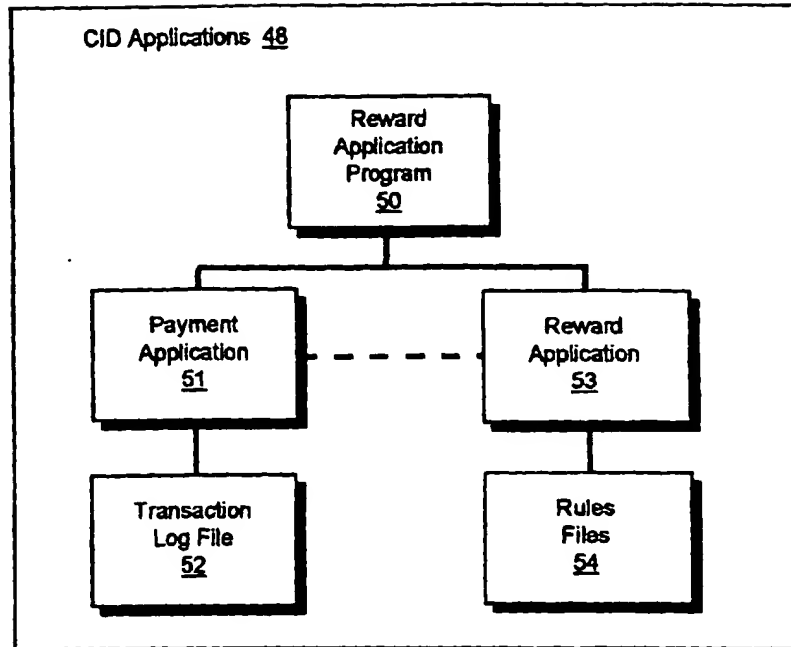 CID Applications 48
Reward
Application
Program
50
Payment
Application
51
Reward
Application
53
Transaction
Log File
52
Rules
Files
54